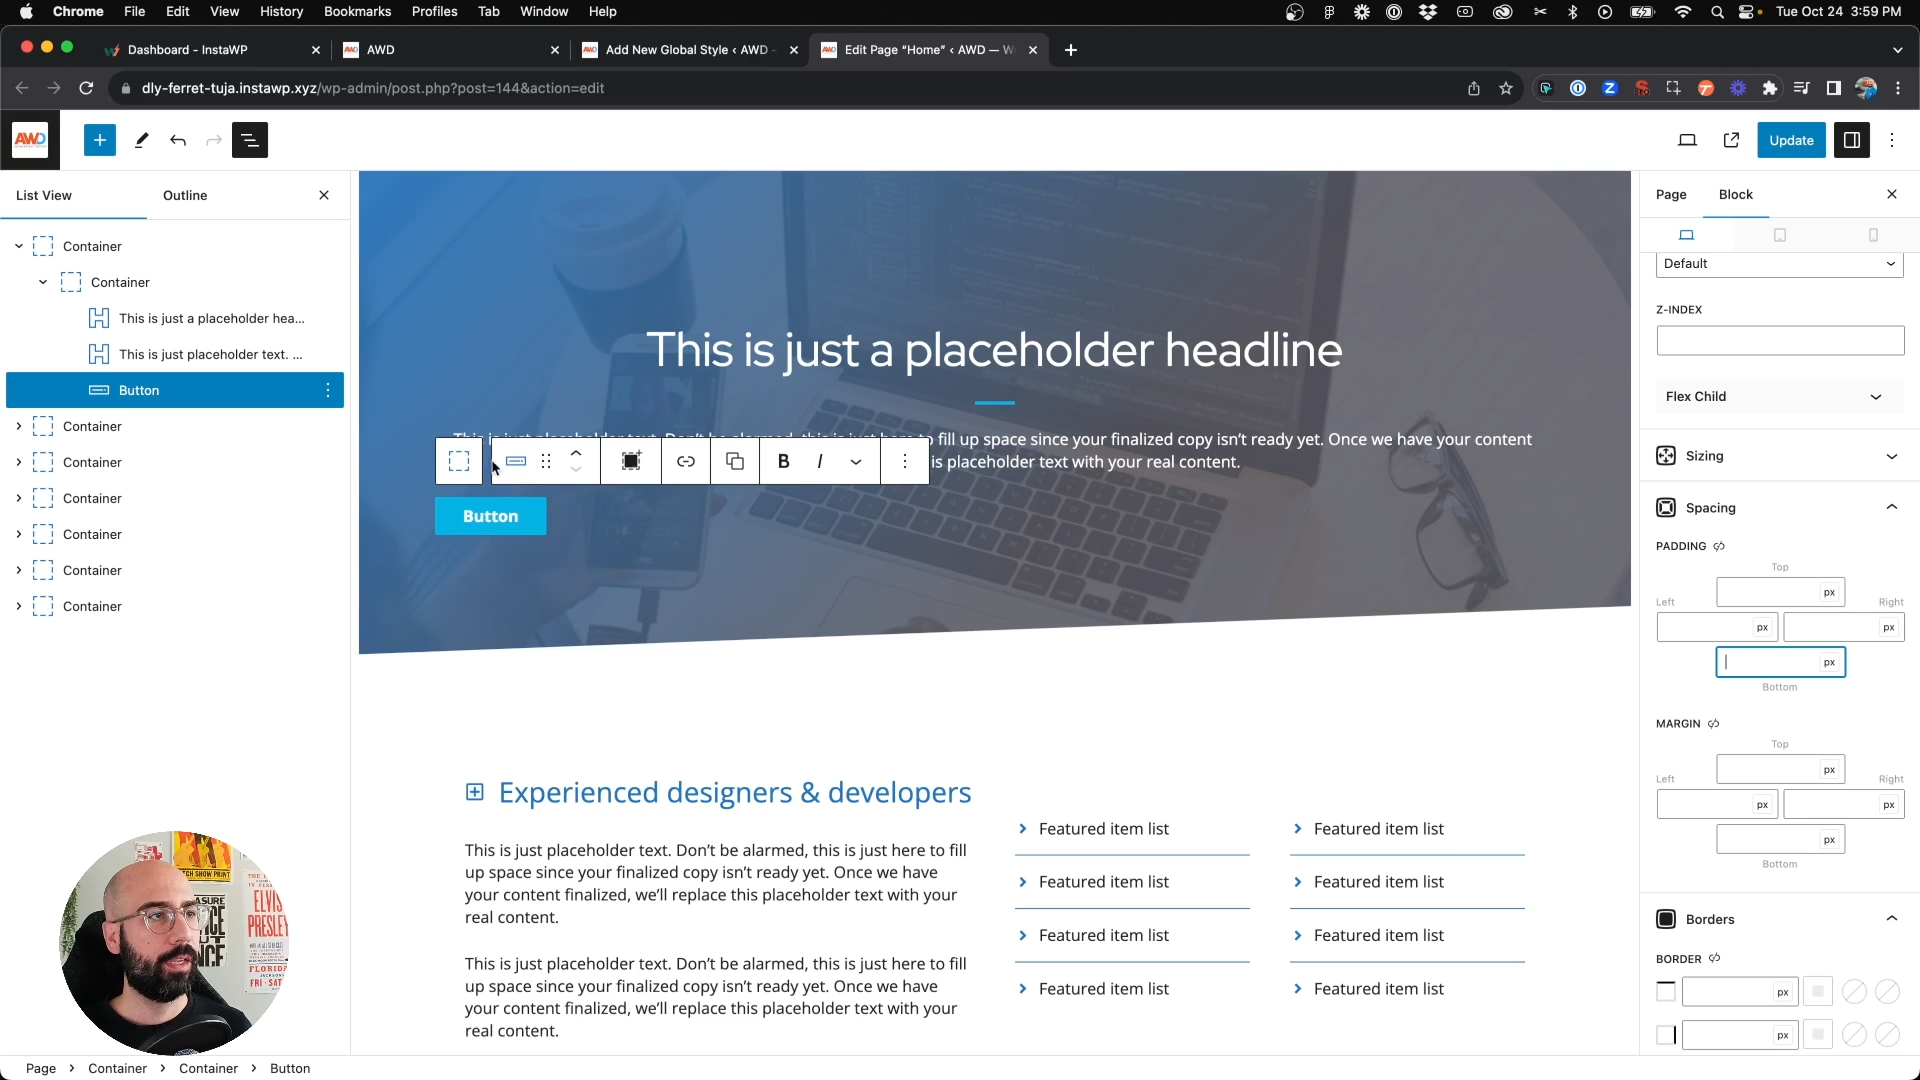 Chrome File Edit View History Bookmarks Profiles Tab Window Help Tue Oct 24 3:59 PM
Dashboard - InstaWP AWD Add New Global Style ‹ AWD - Edit Page “Home” ‹ AWD — W
dly-ferret-tuja.instawp.xyz/wp-admin/post.php?post=144&action=edit
AWD Update
List View Outline Page Block
Container
Container
This is just a placeholder hea...
This is just placeholder text. ...
Button
Container
Container
Container
Container
Container
Container
This is just a placeholder headline
fill up space since your finalized copy isn’t ready yet. Once we have your content
is placeholder text with your real content.
B I
Button
Experienced designers & developers
This is just placeholder text. Don’t be alarmed, this is just here to fill
up space since your finalized copy isn’t ready yet. Once we have
your content finalized, we’ll replace this placeholder text with your
real content.
This is just placeholder text. Don’t be alarmed, this is just here to fill
up space since your finalized copy isn’t ready yet. Once we have
your content finalized, we’ll replace this placeholder text with your
real content.
Featured item list
Featured item list
Featured item list
Featured item list
Featured item list
Featured item list
Featured item list
Featured item list
Default
Z-INDEX
Flex Child
Sizing
Spacing
PADDING
Top
px
Left Right
px px
px
Bottom
MARGIN
Top
px
Left Right
px px
px
Bottom
Borders
BORDER
px
px
TECH SHOW PRINT
ELVIS
PRESLEY
FLORIDA
FRI · SAT
Page › Container › Container › Button